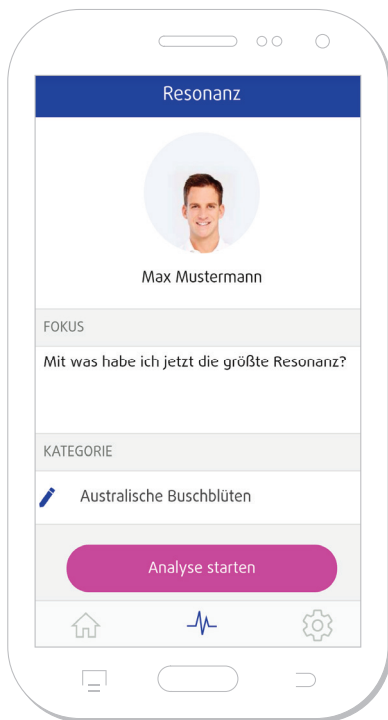 Resonanz
Max Mustermann
FOKUS
Mit was habe ich jetzt die größte Resonanz?
KATEGORIE
Australische Buschblüten
Analyse starten